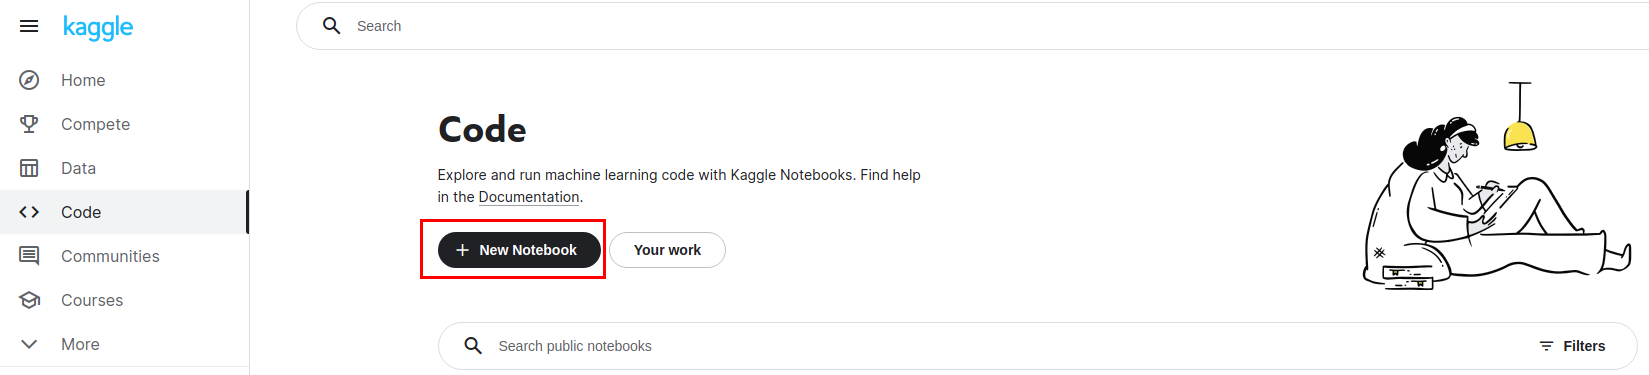 kaggle
Search
Home
Compete
Data
Code
Communities
Courses
More
Code
Explore and run machine learning code with Kaggle Notebooks. Find help
in the Documentation.
+ New Notebook
Your work
Search public notebooks
Filters